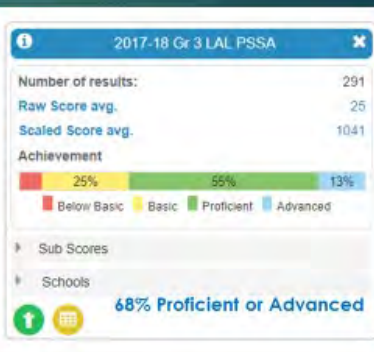 2017-18 Gr 3 LAL PSSA
Number of results: 291
Raw Score avg. 25
Scaled Score avg. 1041
Achievement
25% 55% 13%
Below Basic Basic Proficient Advanced
Sub Scores
Schools
68% Proficient or Advanced